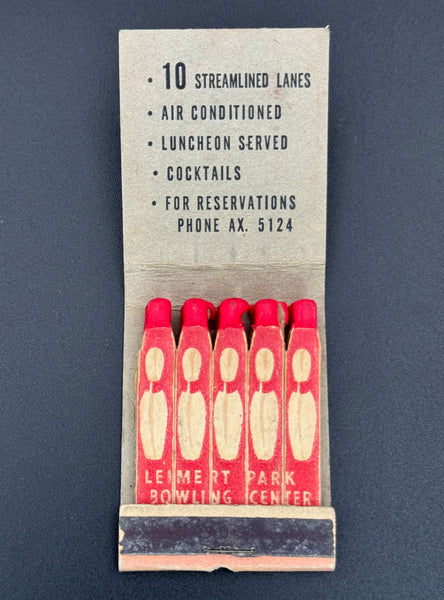 • 10 STREAMLINED LANES
• AIR CONDITIONED
• LUNCHEON SERVED
• COCKTAILS
• FOR RESERVATIONS
PHONE AX. 5124
LEIMERT PARK
BOWLING CENTER